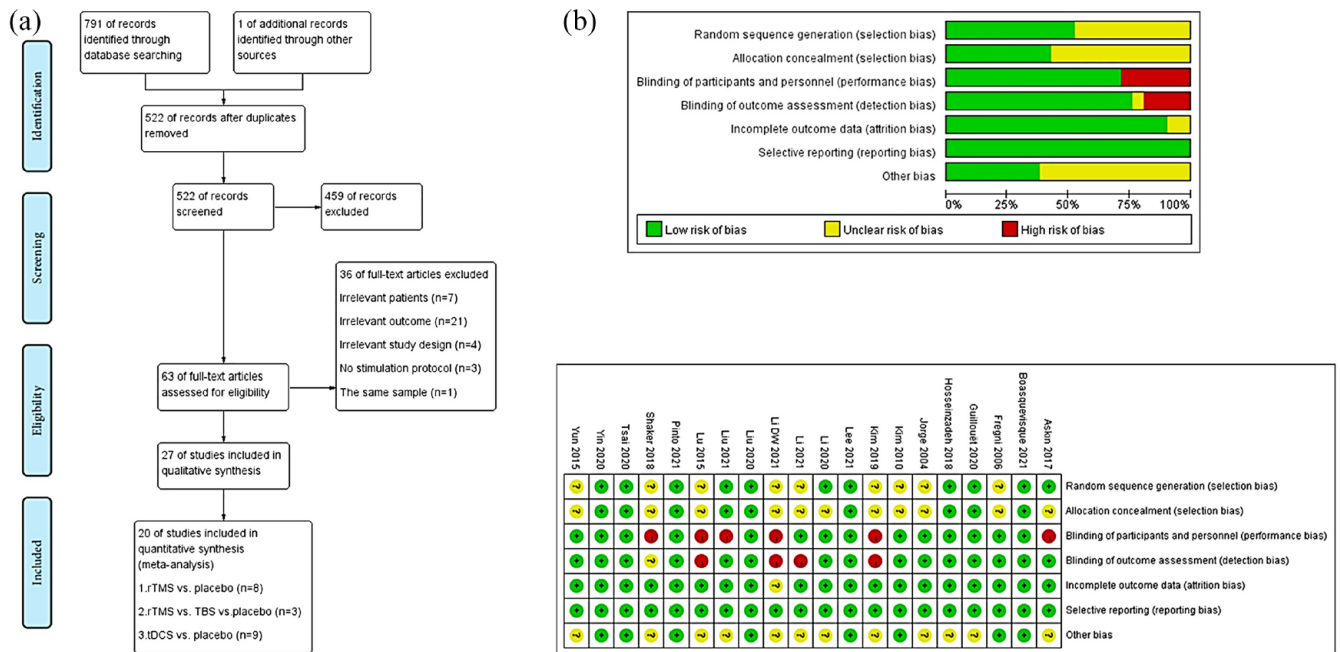 (a)
791 of records
identified through
database searching
1 of additional records
identified through other
sources
Identification
522 of records after duplicates
removed
522 of records
screened
459 of records
excluded
Screening
36 of full-text articles excluded
Irrelevant patients (n=7)
Irrelevant outcome (n=21)
Irrelevant study design (n=4)
No stimulation protocol (n=3)
The same sample (n=1)
63 of full-text articles
assessed for eligibility
Eligibility
27 of studies included in
qualitative synthesis
Included
20 of studies included in
quantitative synthesis
(meta-analysis)
1.rTMS vs. placebo (n=8)
2.rTMS vs. TBS vs.placebo (n=3)
3.tDCS vs. placebo (n=9)
(b)
Random sequence generation (selection bias)
Allocation concealment (selection bias)
Blinding of participants and personnel (performance bias)
Blinding of outcome assessment (detection bias)
Incomplete outcome data (attrition bias)
Selective reporting (reporting bias)
Other bias
0% 25% 50% 75% 100%
Low risk of bias Unclear risk of bias High risk of bias
Yun 2015
Yin 2020
Tsai 2020
Shaker 2018
Pinto 2021
Lu 2015
Liu 2021
Liu 2020
Li DW 2021
Li 2021
Li 2020
Lee 2021
Kim 2019
Kim 2010
Jorge 2004
Hosseinzadeh 2018
Guillouët 2020
Fregni 2006
Boasquevisque 2021
Askin 2017
? + + ? + ? + + ? ? + + ? ? ? + + ? + + Random sequence generation (selection bias)
? + + ? + ? ? + ? ? ? + ? ? ? + + ? + ? Allocation concealment (selection bias)
+ + + - + - - + - + + + - + + + + + + - Blinding of participants and personnel (performance bias)
+ + + ? + - + + - - + + - + + + + + + + Blinding of outcome assessment (detection bias)
+ + + + + + + + ? + + + + + + + + + + + Incomplete outcome data (attrition bias)
+ + + + + + + + + + + + + + + + + + + + Selective reporting (reporting bias)
? + + ? + ? ? + ? ? ? + ? + ? ? ? + + ? Other bias